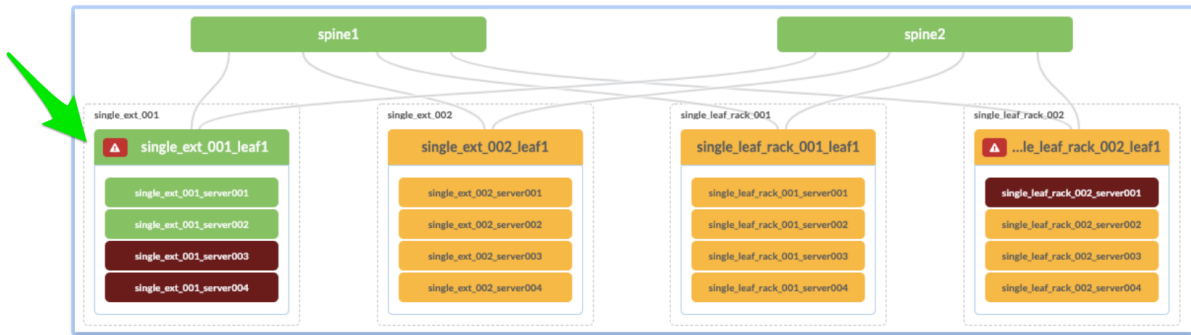 spine1
spine2
single_ext_001
single_ext_002
single_leaf_rack_001
single_leaf_rack_002
single_ext_001_leaf1
single_ext_002_leaf1
single_leaf_rack_001_leaf1
...le_leaf_rack_002_leaf1
single_ext_001_server001
single_ext_002_server001
single_leaf_rack_001_server001
single_leaf_rack_002_server001
single_ext_001_server002
single_ext_002_server002
single_leaf_rack_001_server002
single_leaf_rack_002_server002
single_ext_001_server003
single_ext_002_server003
single_leaf_rack_001_server003
single_leaf_rack_002_server003
single_ext_001_server004
single_ext_002_server004
single_leaf_rack_001_server004
single_leaf_rack_002_server004